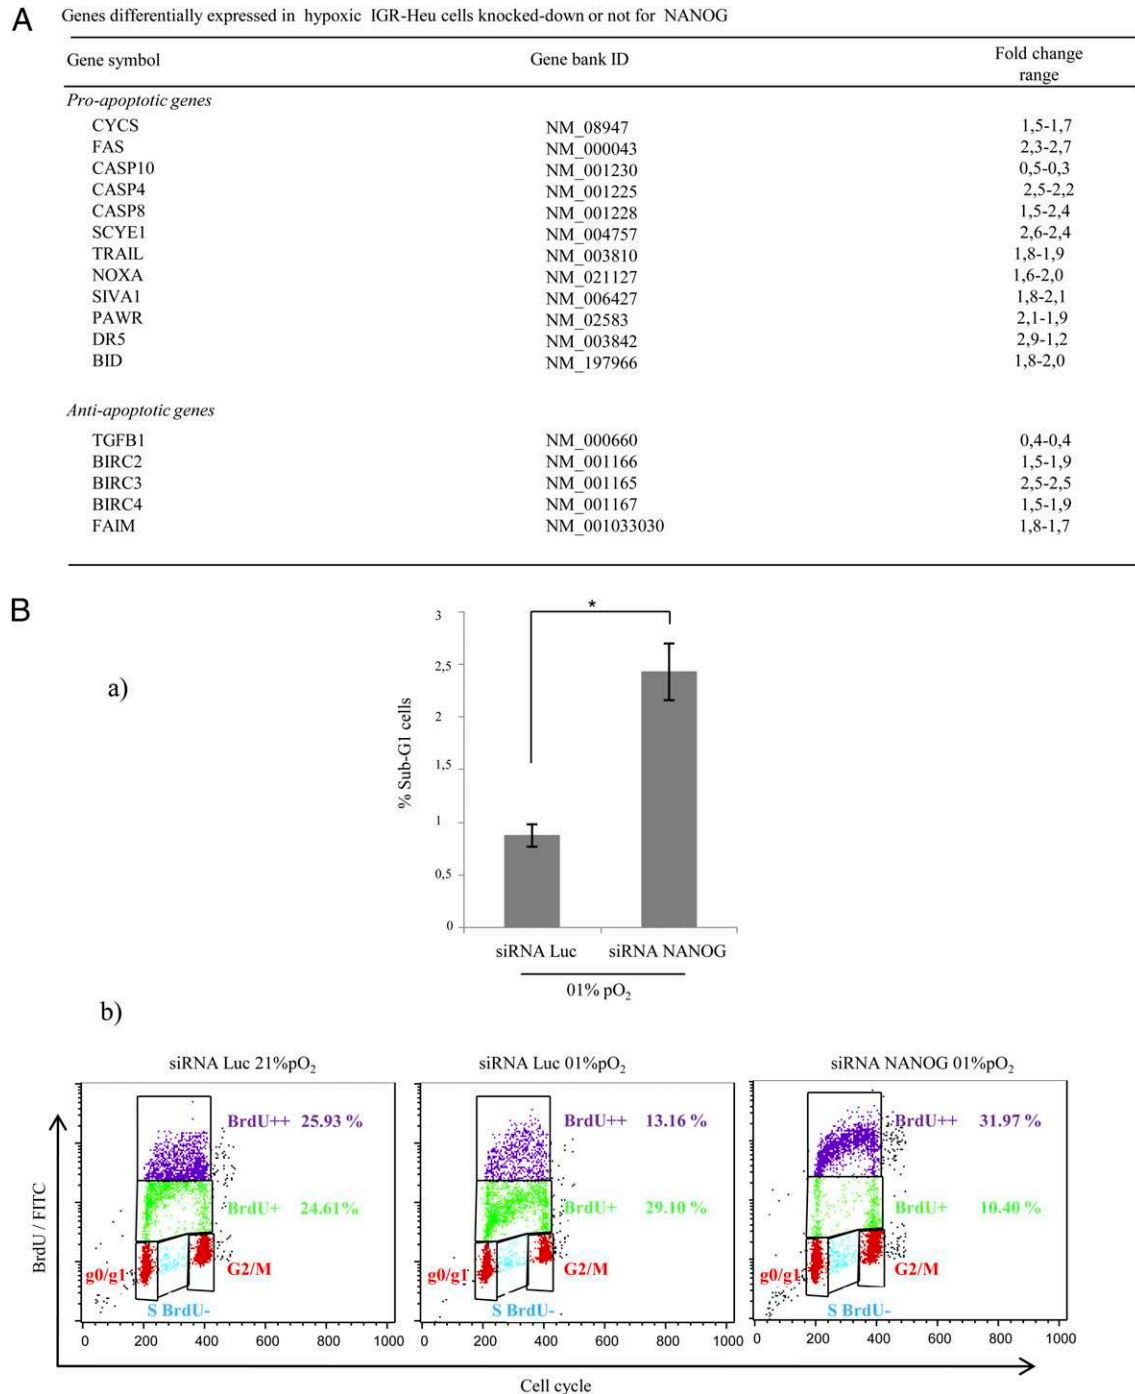 A
Genes differentially expressed in hypoxic IGR-Heu cells knocked-down or not for NANOG
Gene symbol Gene bank ID Fold change range
Pro-apoptotic genes
CYCS NM_08947 1,5-1,7
FAS NM_000043 2,3-2,7
CASP10 NM_001230 0,5-0,3
CASP4 NM_001225 2,5-2,2
CASP8 NM_001228 1,5-2,4
SCYE1 NM_004757 2,6-2,4
TRAIL NM_003810 1,8-1,9
NOXA NM_021127 1,6-2,0
SIVA1 NM_006427 1,8-2,1
PAWR NM_02583 2,1-1,9
DR5 NM_003842 2,9-1,2
BID NM_197966 1,8-2,0
Anti-apoptotic genes
TGFB1 NM_000660 0,4-0,4
BIRC2 NM_001166 1,5-1,9
BIRC3 NM_001165 2,5-2,5
BIRC4 NM_001167 1,5-1,9
FAIM NM_001033030 1,8-1,7
B
a)
% Sub-G1 cells
3
2,5
2
1,5
1
0,5
0
*
siRNA Luc siRNA NANOG
01% pO₂
b)
BrdU / FITC
siRNA Luc 21%pO₂
BrdU++ 25.93 %
BrdU+ 24.61%
g0/g1 G2/M
S BrdU-
0 200 400 600 800 1000
siRNA Luc 01%pO₂
BrdU++ 13.16 %
BrdU+ 29.10 %
g0/g1 G2/M
S BrdU-
0 200 400 600 800 1000
siRNA NANOG 01%pO₂
BrdU++ 31.97 %
BrdU+ 10.40 %
g0/g1 G2/M
S BrdU-
0 200 400 600 800 1000
Cell cycle